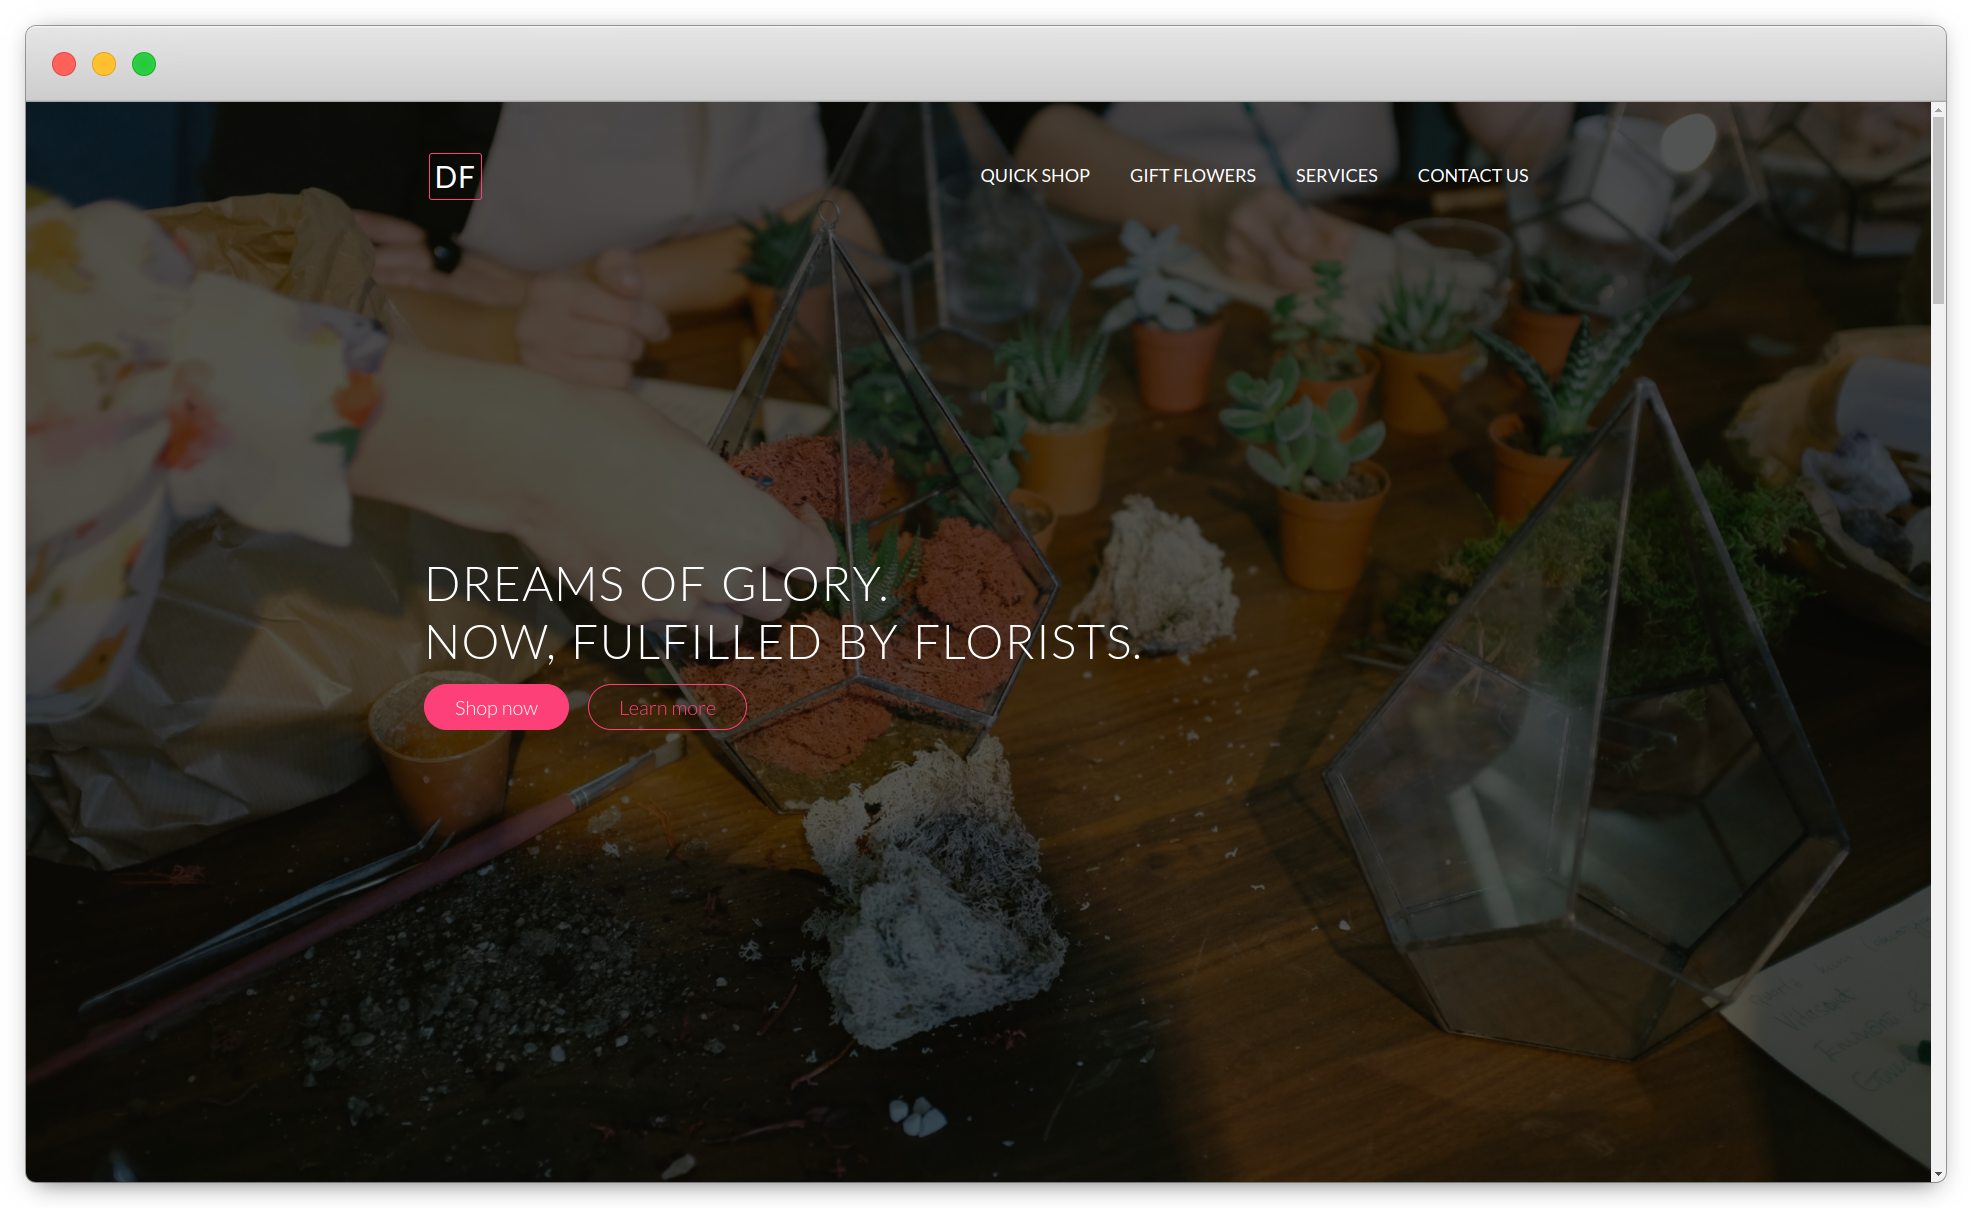 DF
QUICK SHOP GIFT FLOWERS SERVICES CONTACT US
DREAMS OF GLORY.
NOW, FULFILLED BY FLORISTS.
Shop now Learn more